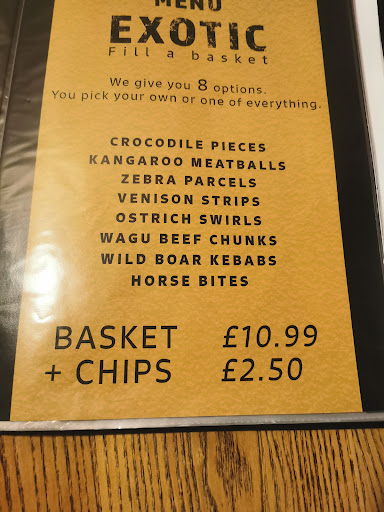 MENU
EXOTIC
Fill a basket
We give you 8 options.
You pick your own or one of everything.
CROCODILE PIECES
KANGAROO MEATBALLS
ZEBRA PARCELS
VENISON STRIPS
OSTRICH SWIRLS
WAGU BEEF CHUNKS
WILD BOAR KEBABS
HORSE BITES
BASKET £10.99
+ CHIPS £2.50